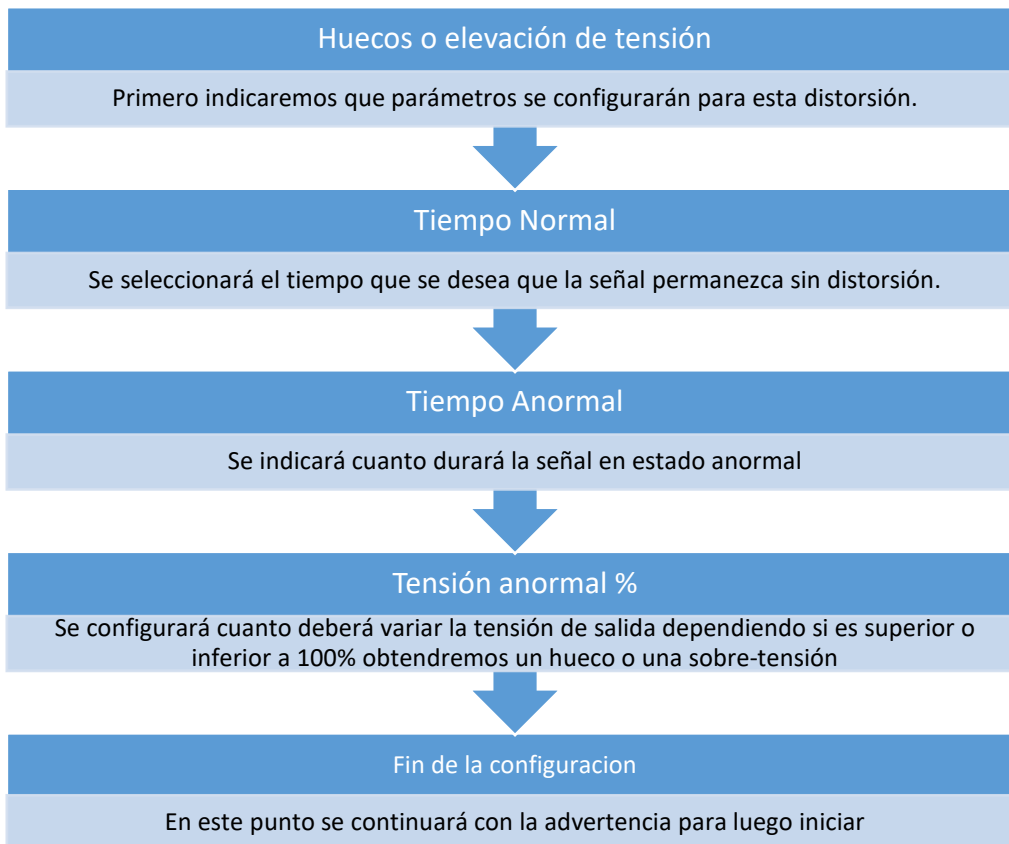 Huecos o elevación de tensión
Primero indicaremos que parámetros se configurarán para esta distorsión.
Tiempo Normal
Se seleccionará el tiempo que se desea que la señal permanezca sin distorsión.
Tiempo Anormal
Se indicará cuanto durará la señal en estado anormal
Tensión anormal %
Se configurará cuanto deberá variar la tensión de salida dependiendo si es superior o
inferior a 100% obtendremos un hueco o una sobre-tensión
Fin de la configuracion
En este punto se continuará con la advertencia para luego iniciar